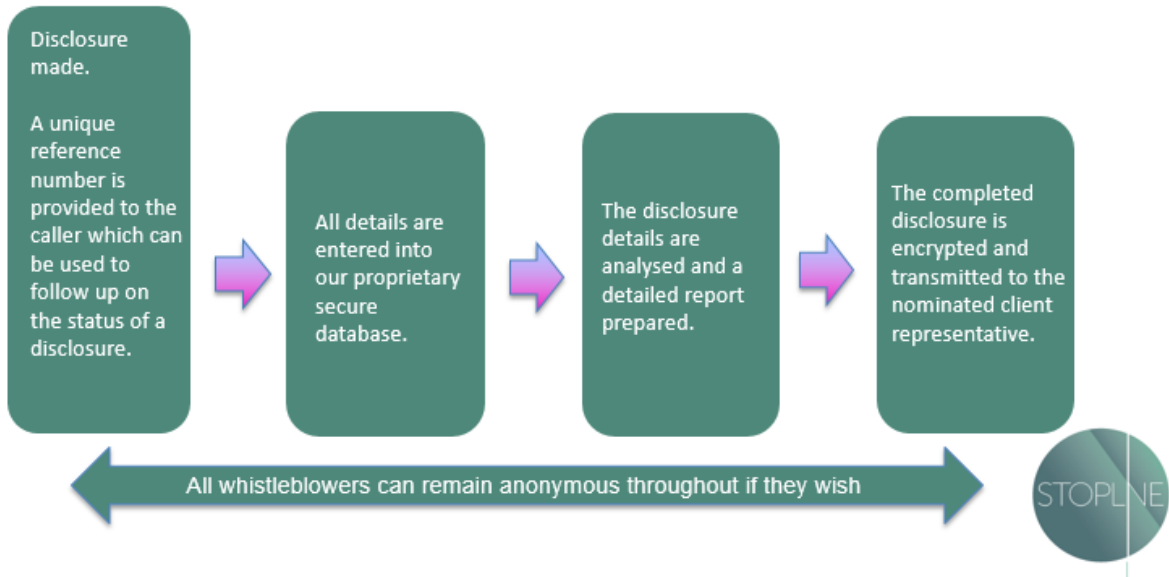 Disclosure
made.
A unique
reference
number is
provided to the
caller which can
be used to
follow up on
the status of a
disclosure.
All details are
entered into
our proprietary
secure
database.
The disclosure
details are
analysed and a
detailed report
prepared.
The completed
disclosure is
encrypted and
transmitted to the
nominated client
representative.
All whistleblowers can remain anonymous throughout if they wish
STOPLINE